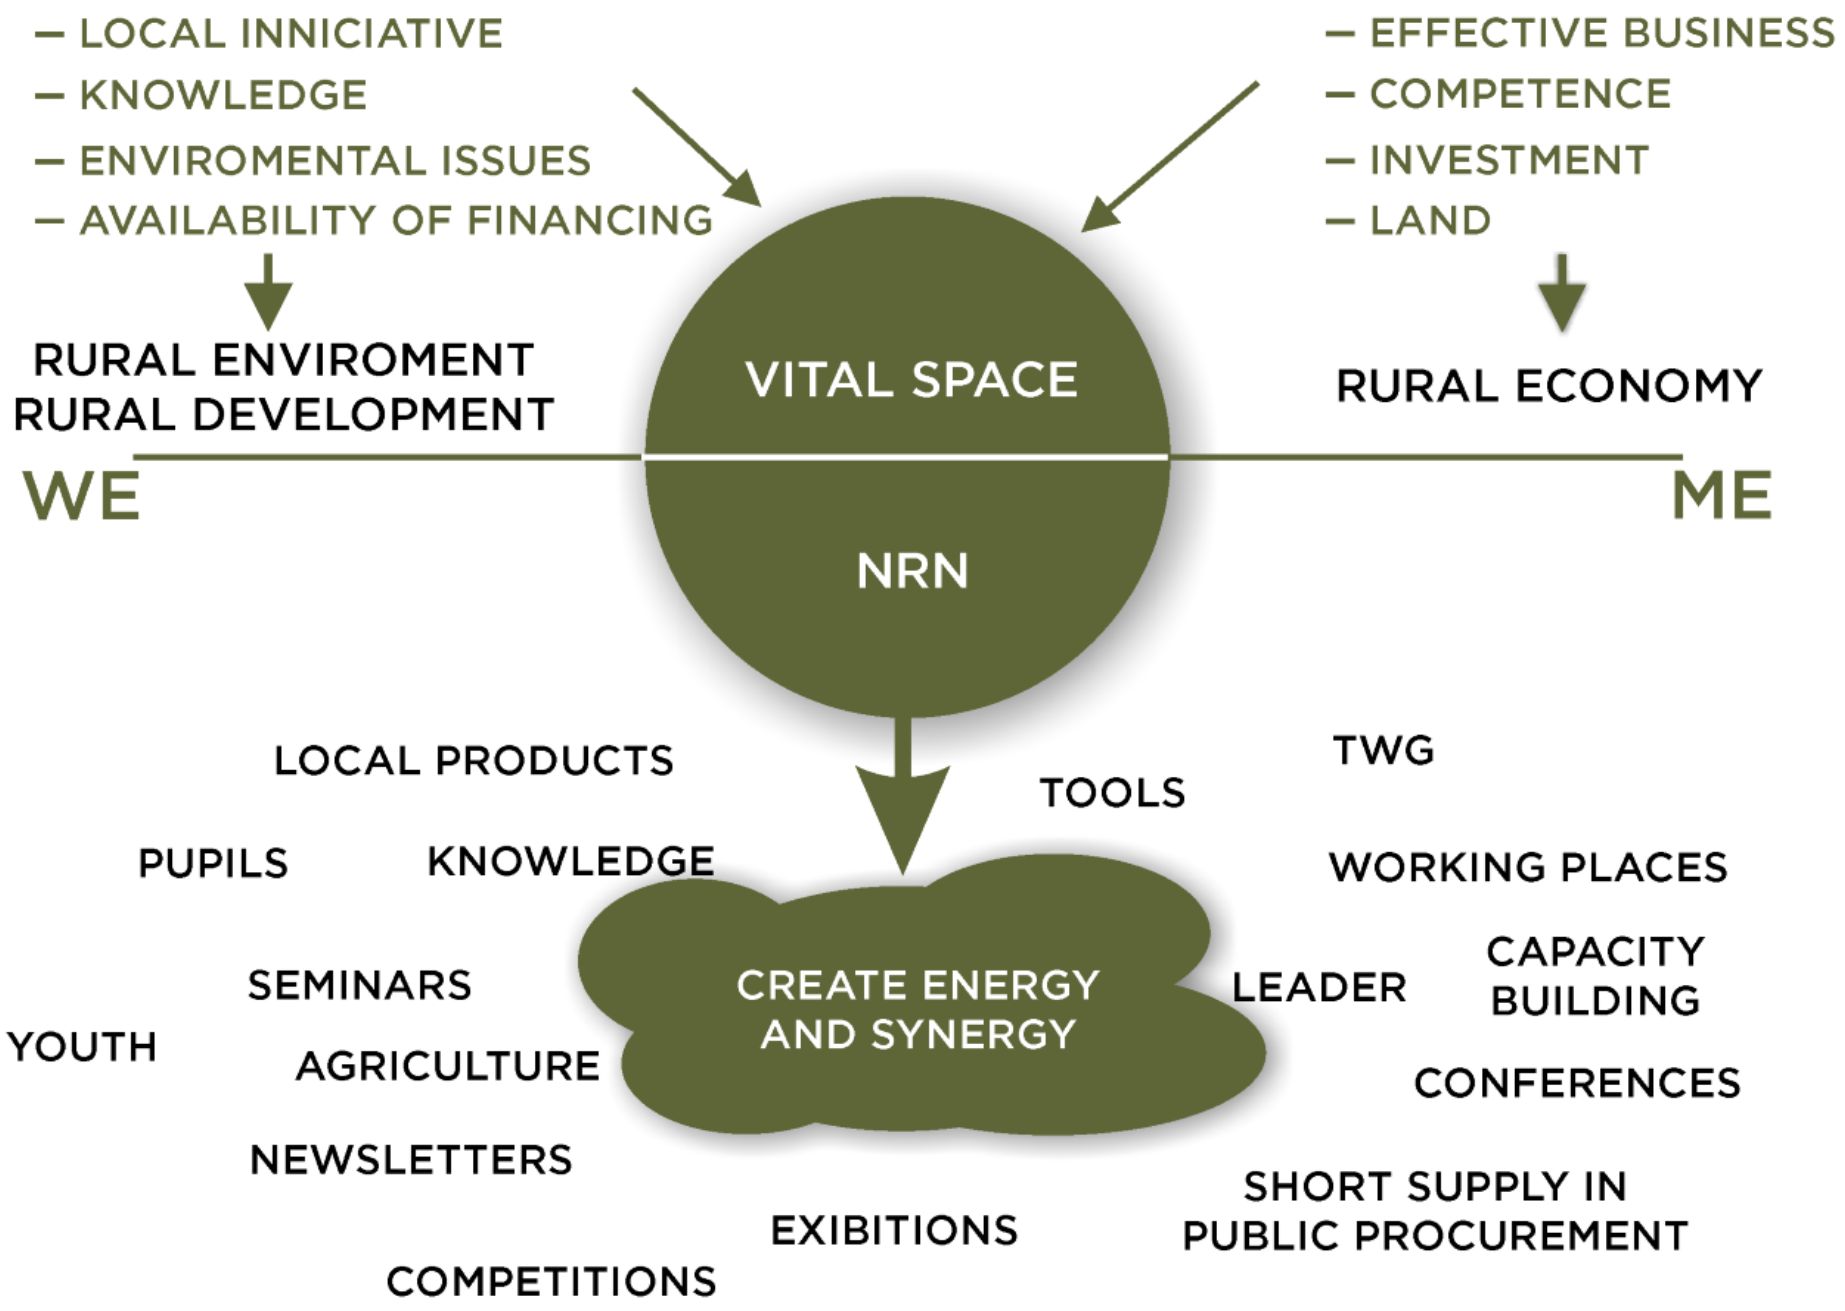 – LOCAL INNICIATIVE
– KNOWLEDGE
– ENVIROMENTAL ISSUES
– AVAILABILITY OF FINANCING
– EFFECTIVE BUSINESS
– COMPETENCE
– INVESTMENT
– LAND
RURAL ENVIROMENT
RURAL DEVELOPMENT
VITAL SPACE
RURAL ECONOMY
WE
ME
NRN
LOCAL PRODUCTS
TWG
TOOLS
PUPILS
KNOWLEDGE
WORKING PLACES
SEMINARS
CREATE ENERGY
AND SYNERGY
LEADER
CAPACITY
BUILDING
YOUTH
AGRICULTURE
CONFERENCES
NEWSLETTERS
SHORT SUPPLY IN
PUBLIC PROCUREMENT
EXIBITIONS
COMPETITIONS